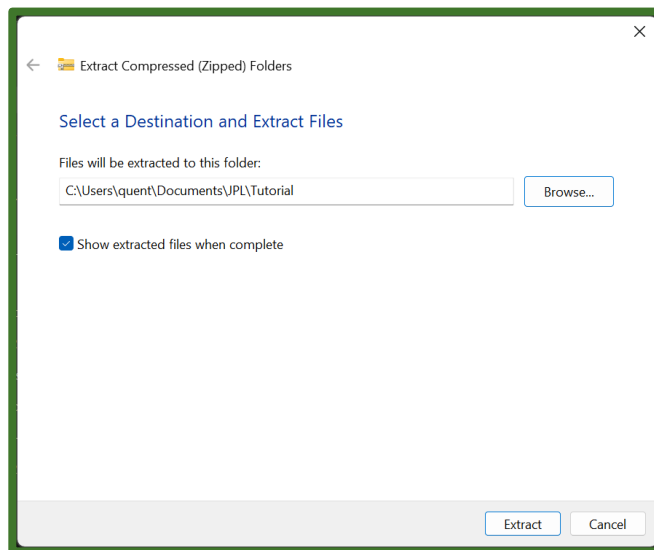 Extract Compressed (Zipped) Folders
Select a Destination and Extract Files
Files will be extracted to this folder:
C:\Users\quent\Documents\JPL\Tutorial
Browse...
Show extracted files when complete
Extract
Cancel